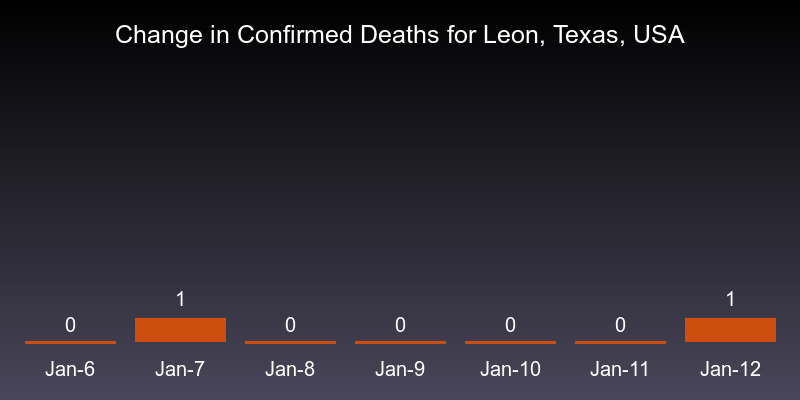 Change in Confirmed Deaths for Leon, Texas, USA
0 1 0 0 0 0 1
Jan-6 Jan-7 Jan-8 Jan-9 Jan-10 Jan-11 Jan-12